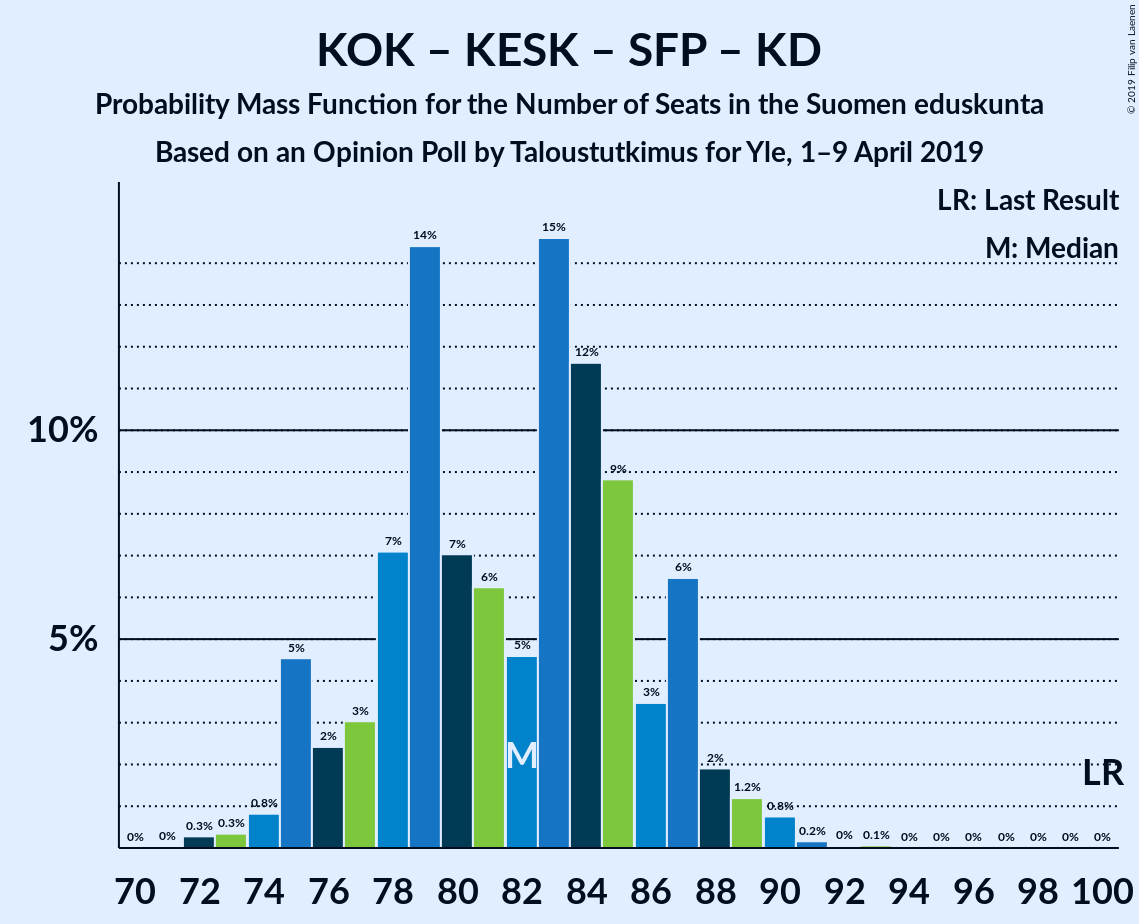 KOK – KESK – SFP – KD
Probability Mass Function for the Number of Seats in the Suomen eduskunta
Based on an Opinion Poll by Taloustutkimus for Yle, 1–9 April 2019
© 2019 Filip van Laenen
LR: Last Result
M: Median
10%
5%
0% 0% 0.3% 0.3% 0.8% 5% 2% 3% 7% 14% 7% 6% 5% 15% 12% 9% 3% 6% 2% 1.2% 0.8% 0.2% 0% 0.1% 0% 0% 0% 0% 0% 0% 0%
M
LR
70 72 74 76 78 80 82 84 86 88 90 92 94 96 98 100